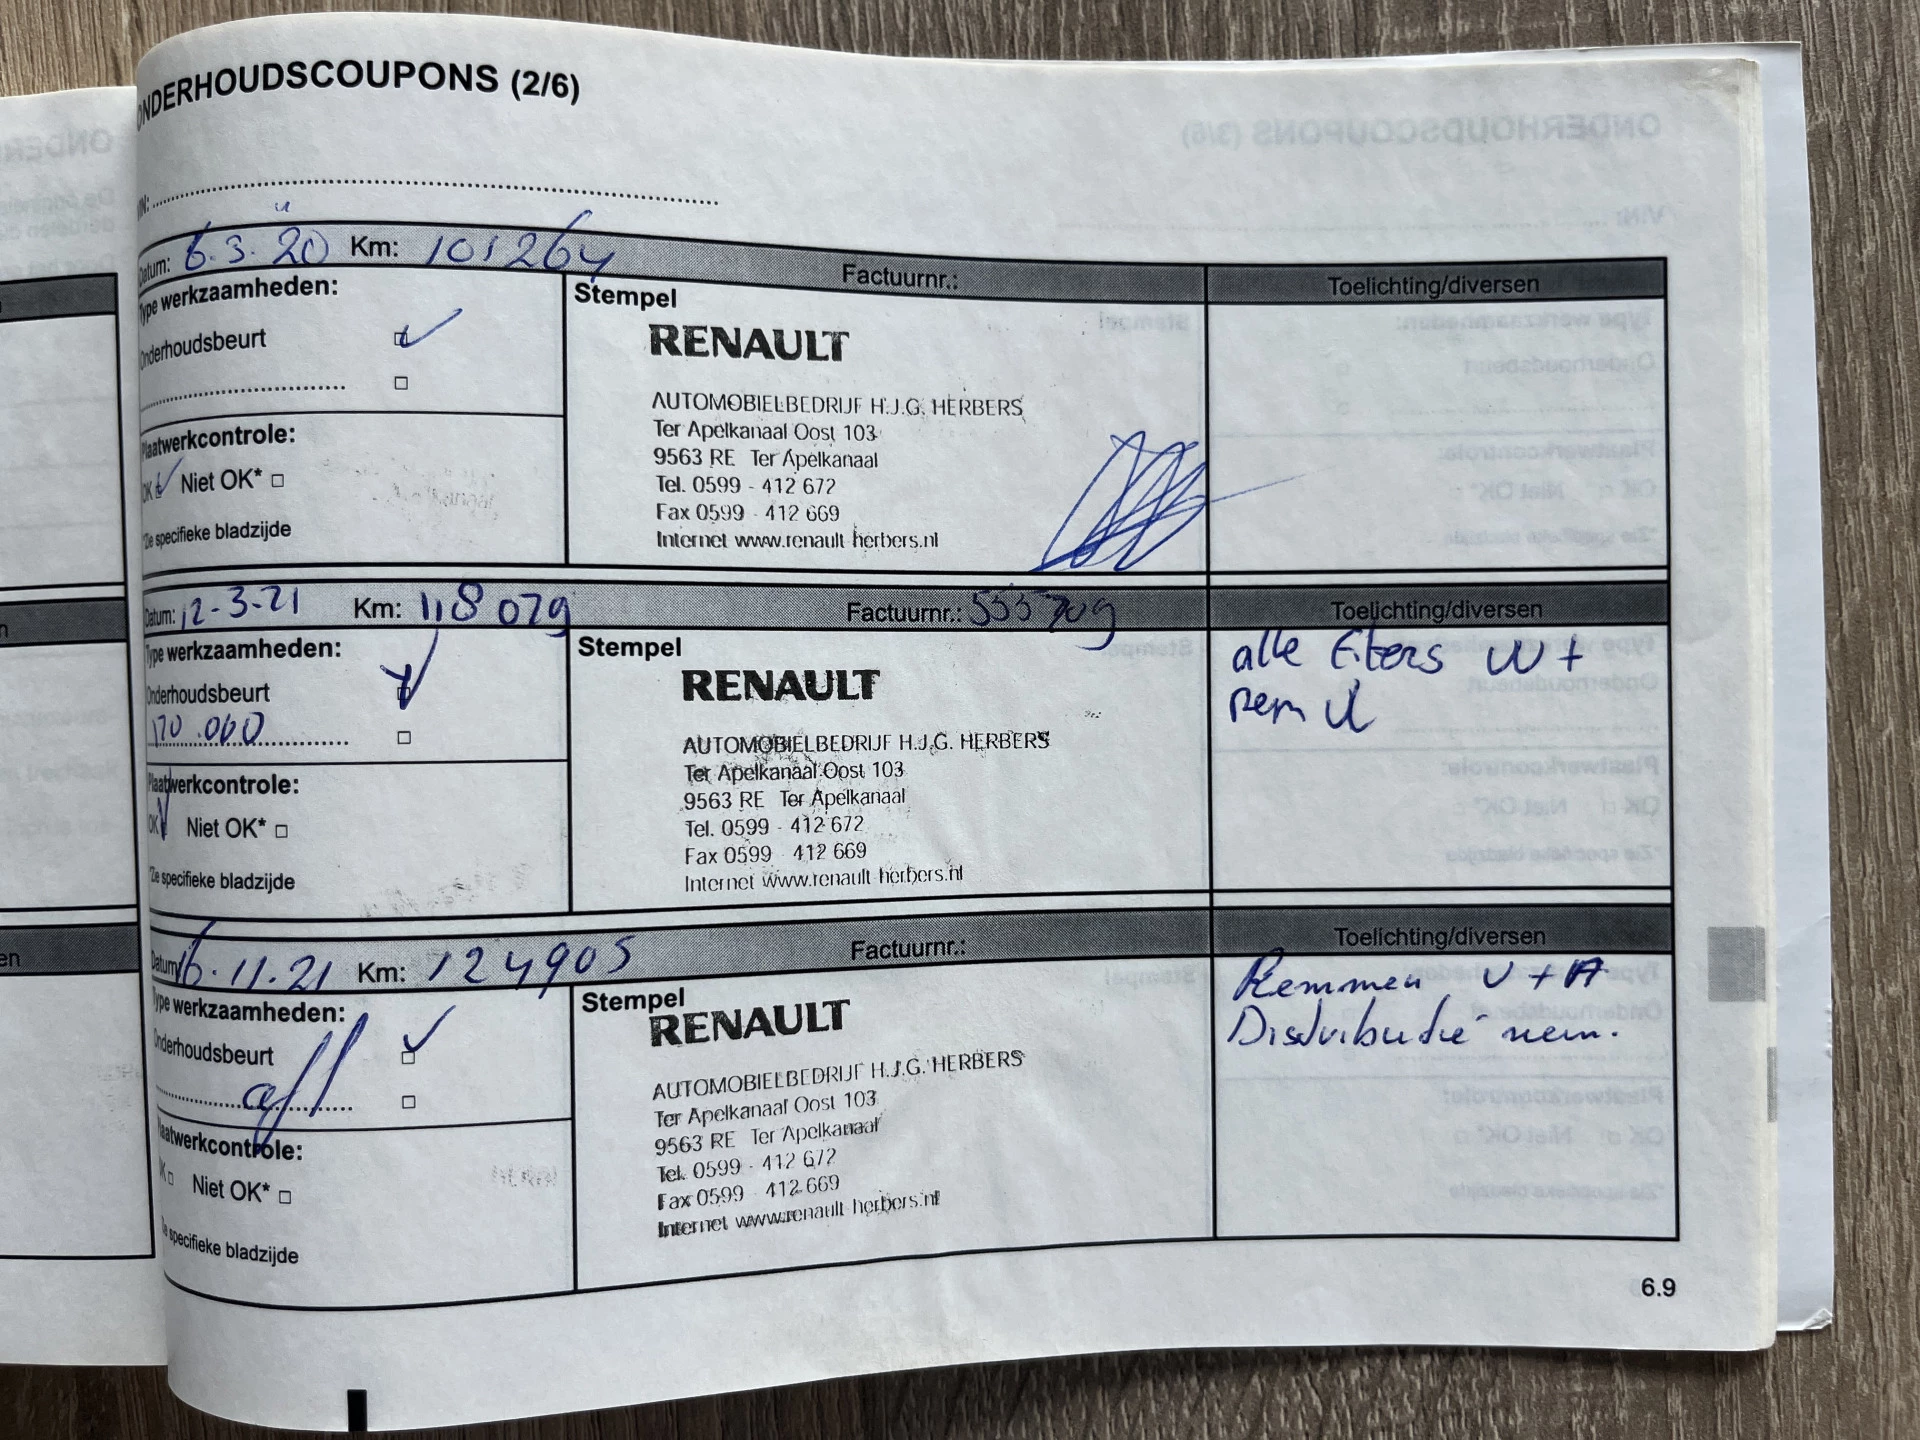 ONDERHOUDSCOUPONS (2/6)
VIN:
Datum: 6.3.20 Km: 101264 Factuurnr.: Toelichting/diversen
Type werkzaamheden:
Onderhoudsbeurt
Plaatwerkcontrole:
OK Niet OK*
*Zie specifieke bladzijde
Stempel
RENAULT
AUTOMOBIELBEDRIJF H.J.G. HERBERS
Ter Apelkanaal Oost 103
9563 RE Ter Apelkanaal
Tel. 0599 - 412 672
Fax 0599 - 412 669
Internet www.renault-herbers.nl
Datum: 12-3-21 Km: 118079 Factuurnr.: Toelichting/diversen
Type werkzaamheden:
Onderhoudsbeurt
Plaatwerkcontrole:
OK Niet OK*
*Zie specifieke bladzijde
Stempel
RENAULT
AUTOMOBIELBEDRIJF H.J.G. HERBERS
Ter Apelkanaal Oost 103
9563 RE Ter Apelkanaal
Tel. 0599 - 412 672
Fax 0599 412 669
Internet www.renault-herbers.nl
alle
Rem
Datum: 16.11.21 Km: 124905 Factuurnr.: Toelichting/diversen
Type werkzaamheden:
Onderhoudsbeurt
Plaatwerkcontrole:
OK Niet OK*
*Zie specifieke bladzijde
Stempel
RENAULT
AUTOMOBIELBEDRIJF H.J.G. HERBERS
Ter Apelkanaal Oost 103
9563 RE Ter Apelkanaal
Tel. 0599 - 412 672
Fax 0599 - 412 669
Internet www.renault-herbers.nl
Remmen V + A
Distributie riem.
6.9